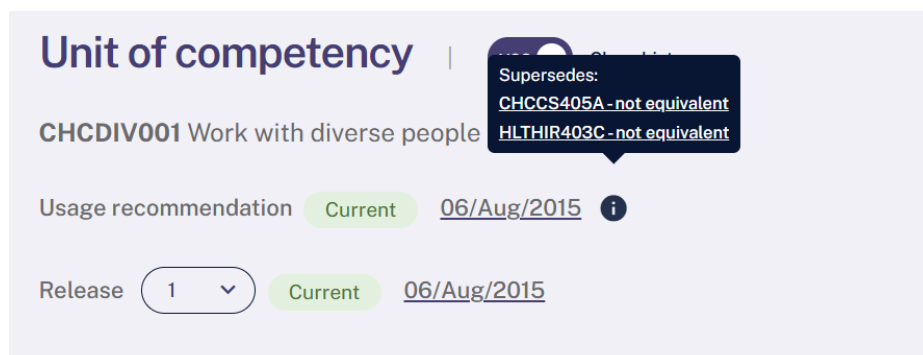 Unit of competency |
Supersedes:
CHCCS405A - not equivalent
HLTHIR403C - not equivalent
CHCDIV001 Work with diverse people
Usage recommendation Current 06/Aug/2015
Release 1 Current 06/Aug/2015